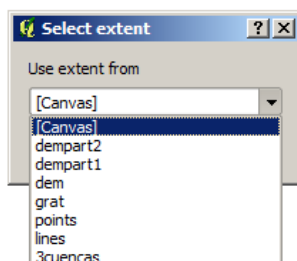 Select extent
Use extent from
[Canvas]
[Canvas]
dempart2
dempart1
dem
grat
points
lines
3cuencas